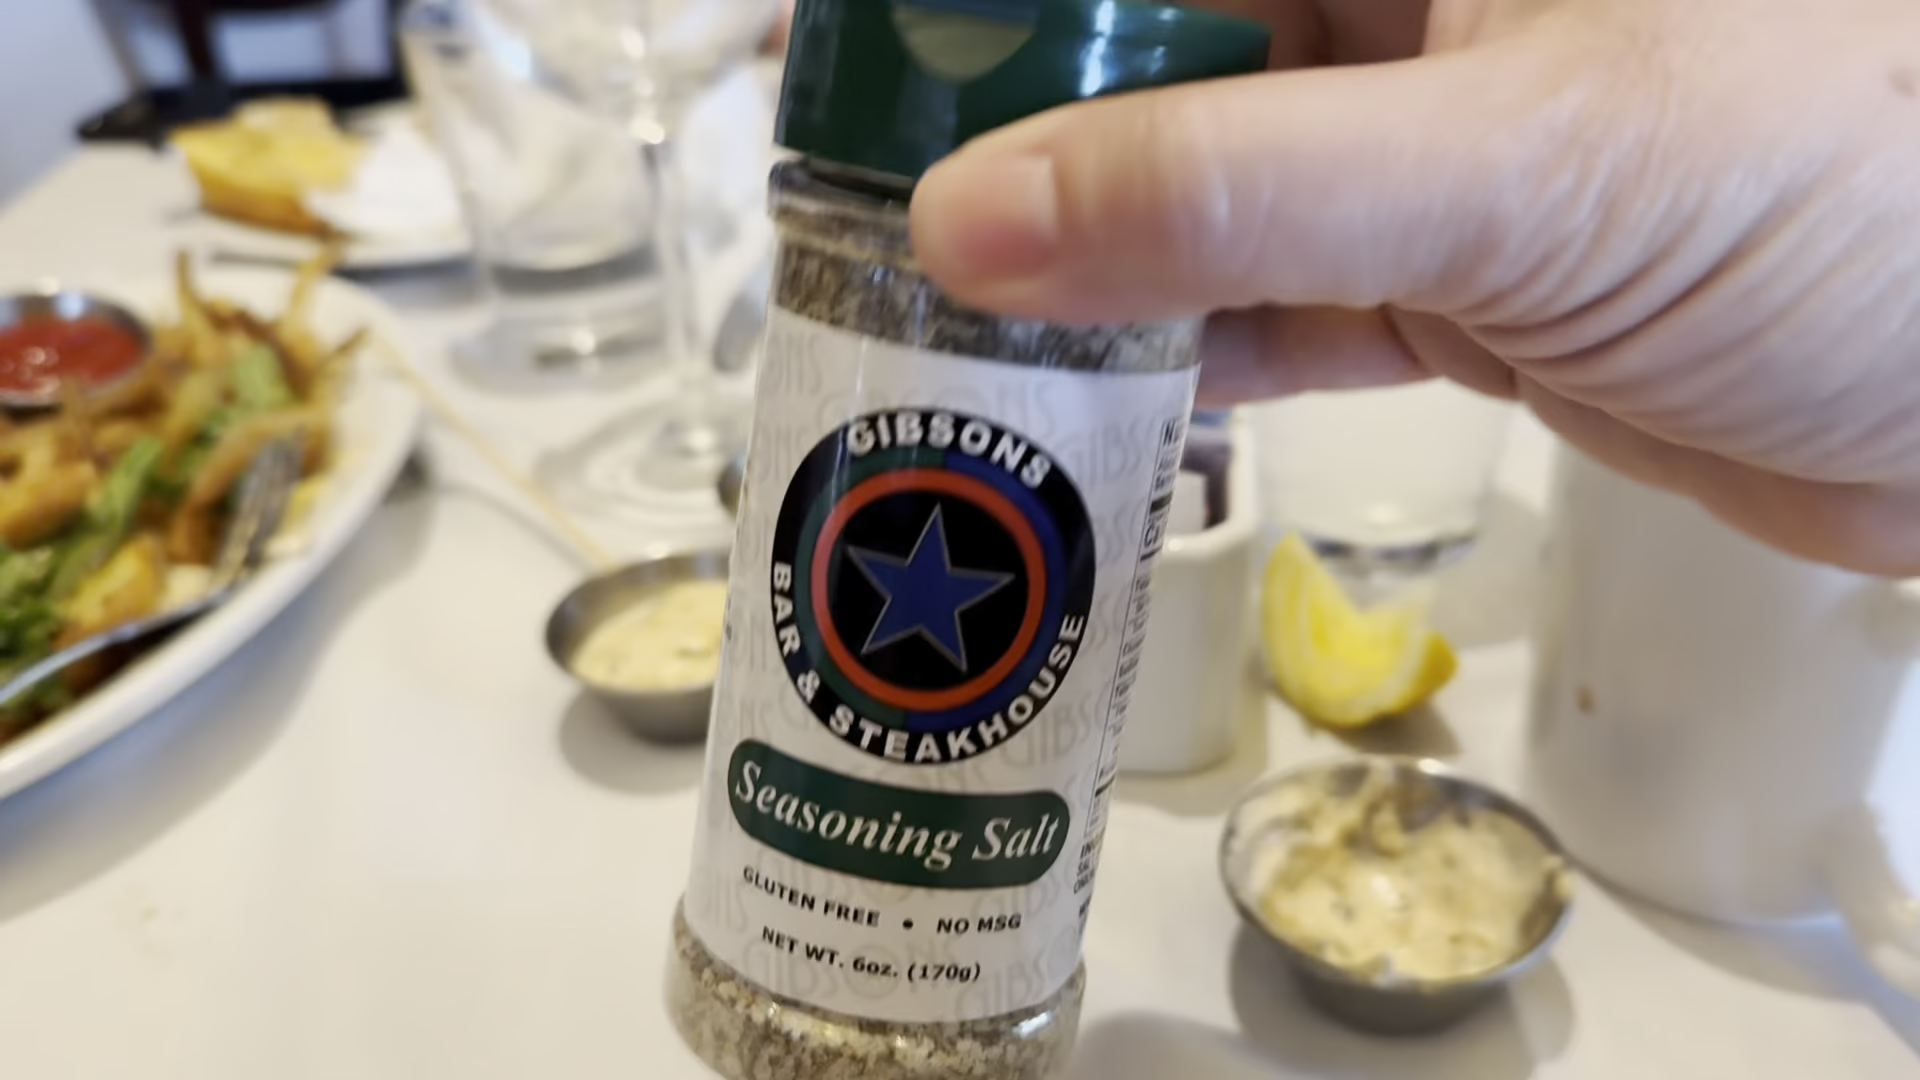 GIBSONS
BAR & STEAKHOUSE
Seasoning Salt
GLUTEN FREE • NO MSG
NET WT. 6oz. (170g)